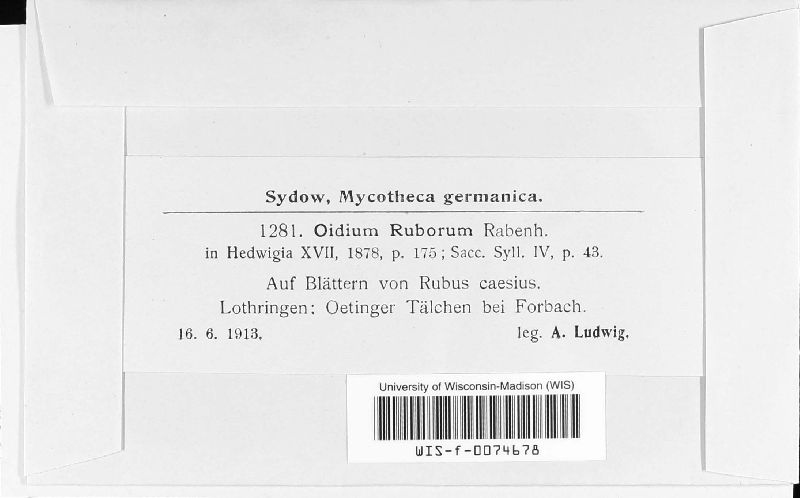 Sydow, Mycotheca germanica.
1281. Oidium Ruborum Rabenh.
in Hedwigia XVII, 1878, p. 175; Sacc. Syll. IV, p. 43.
Auf Blättern von Rubus caesius.
Lothringen: Oetinger Tälchen bei Forbach.
16. 6. 1913. leg. A. Ludwig.
University of Wisconsin-Madison (WIS)
WIS-f-0074678